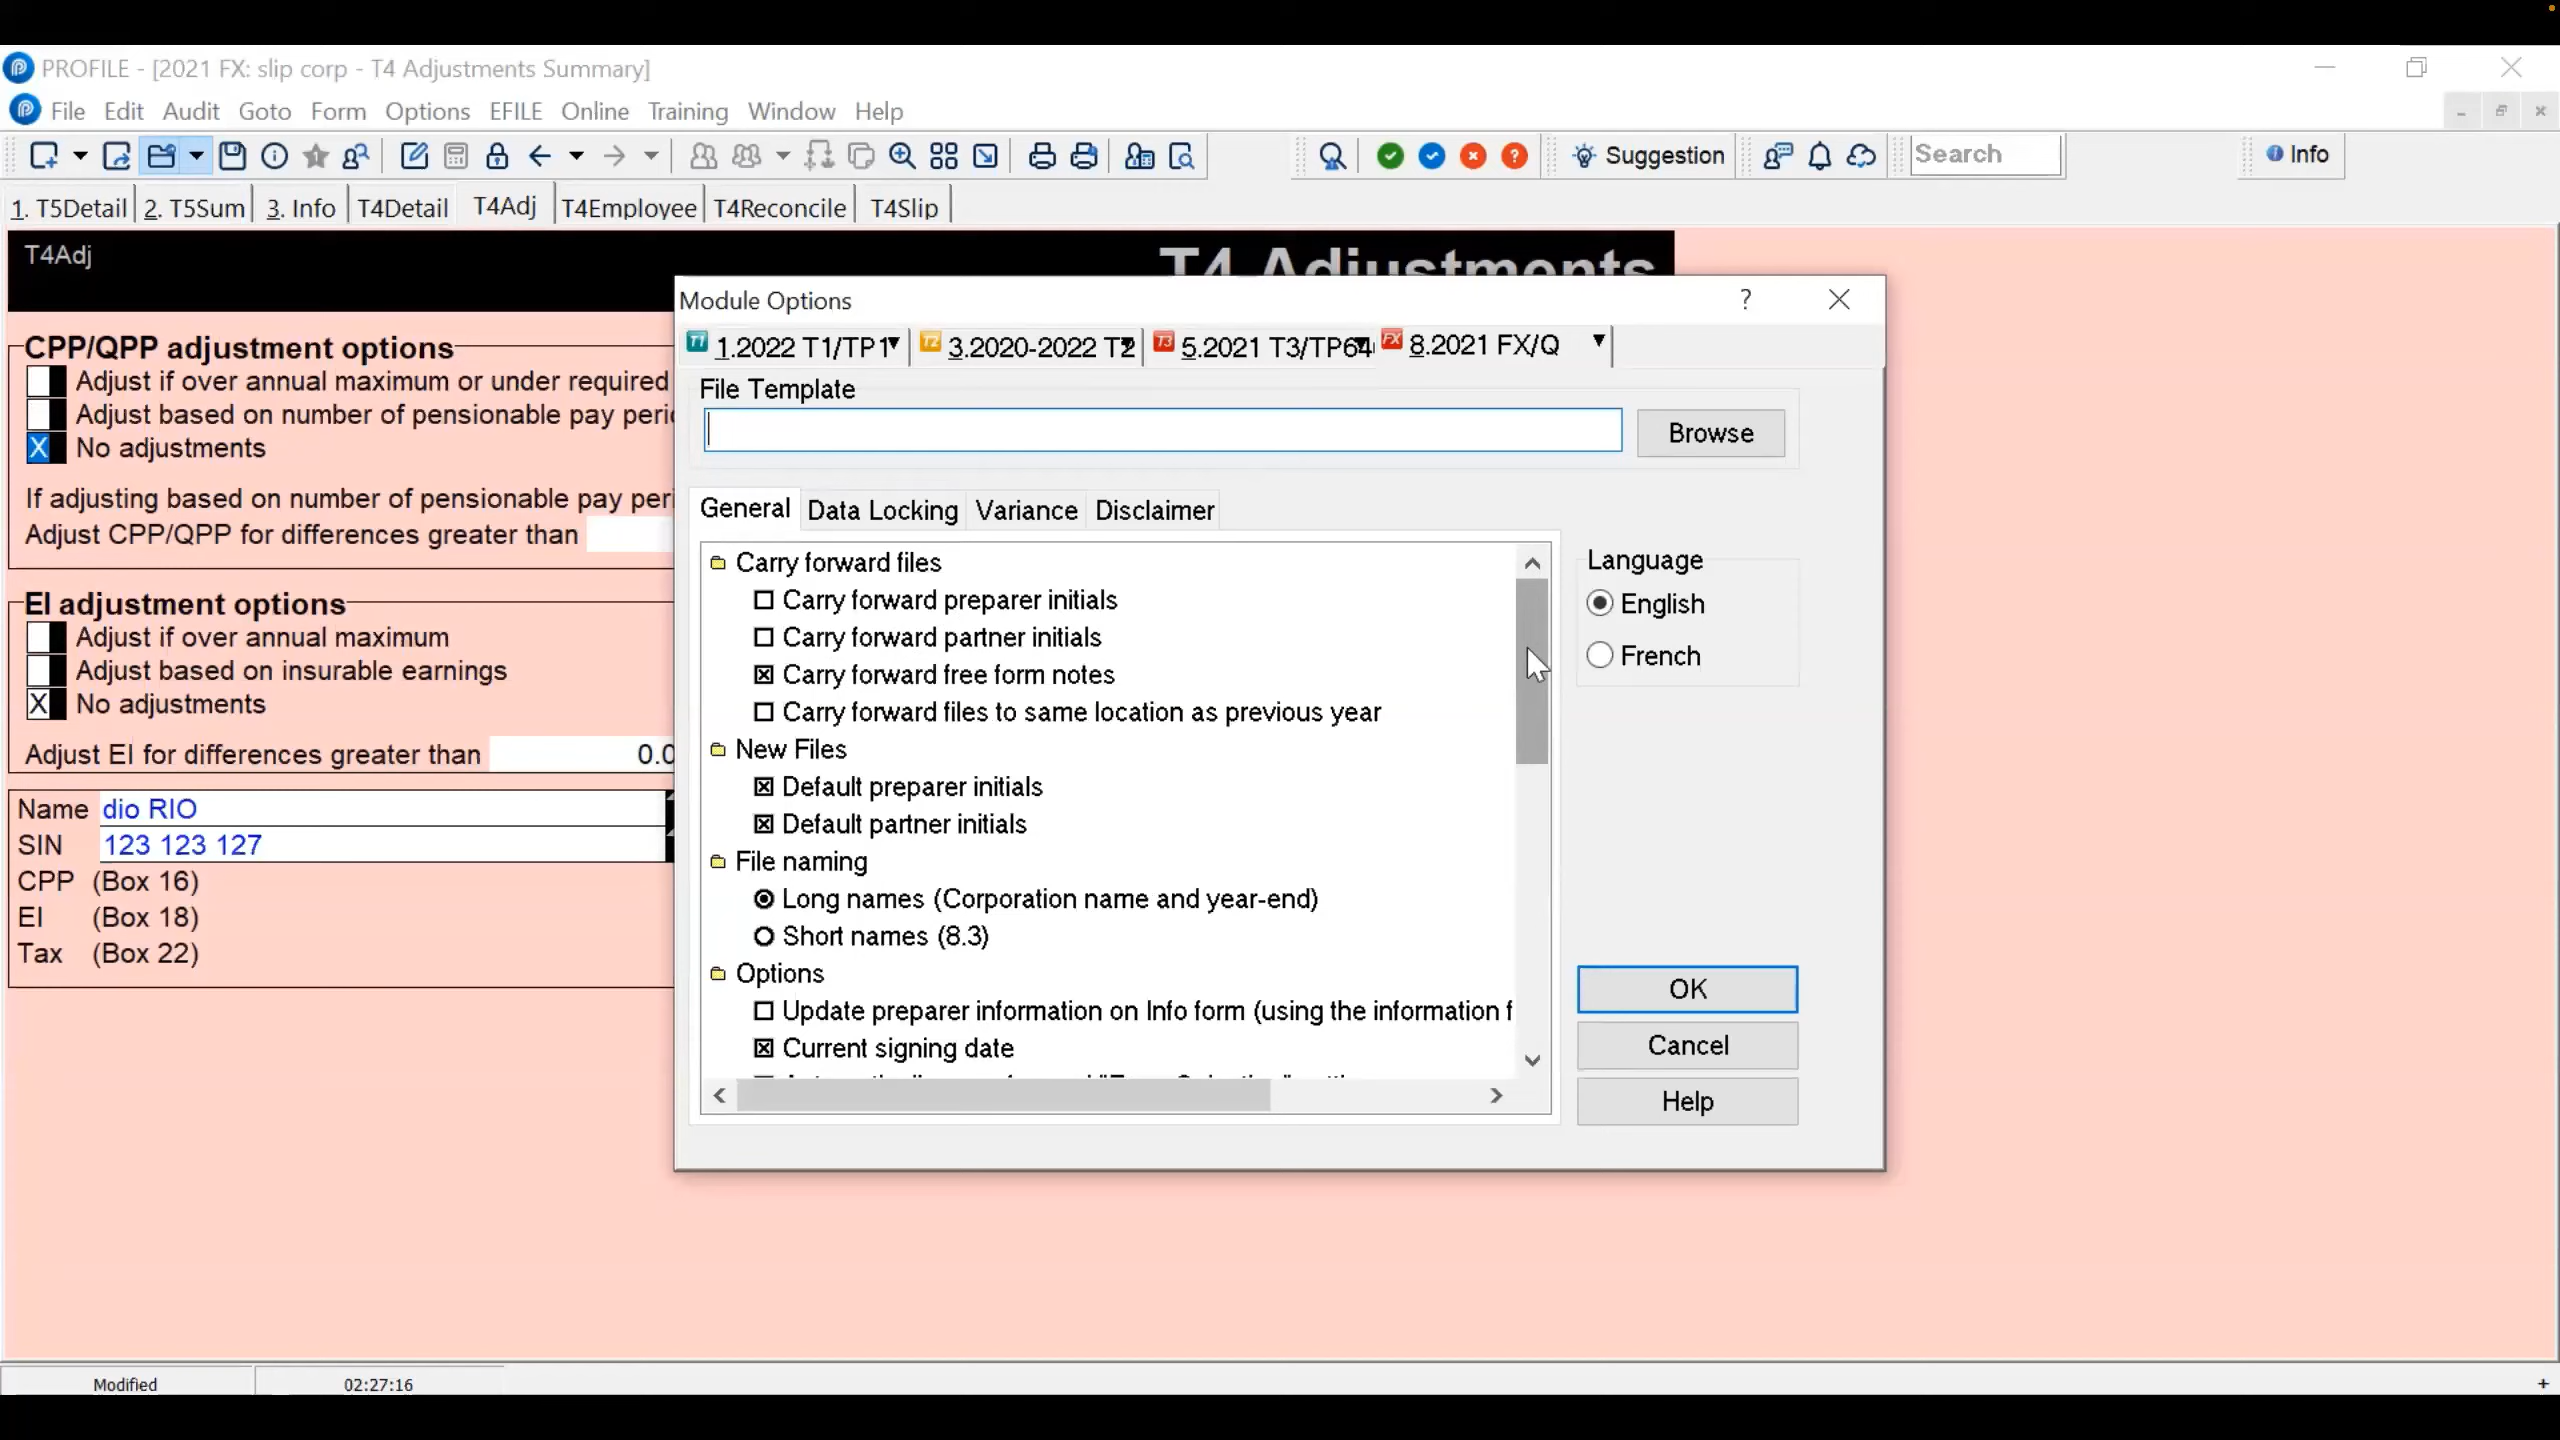 PROFILE - [2021 FX: slip corp - T4 Adjustments Summary]
File Edit Audit Goto Form Options EFILE Online Training Window Help
Suggestion Search Info
1. T5Detail 2. T5Sum 3. Info T4Detail T4Adj T4Employee T4Reconcile T4Slip
T4Adj
T4 Adjustments
CPP/QPP adjustment options
Adjust if over annual maximum or under required
Adjust based on number of pensionable pay
X No adjustments
If adjusting based on number of pensionable pay
Adjust CPP/QPP for differences greater than
EI adjustment options
Adjust if over annual maximum
Adjust based on insurable earnings
X No adjustments
Adjust EI for differences greater than 0.0
Name dio RIO
SIN 123 123 127
CPP (Box 16)
EI (Box 18)
Tax (Box 22)
Module Options
?
1.2022 T1/TP1 3.2020-2022 T2 5.2021 T3/TP64 8.2021 FX/Q
File Template
Browse
General Data Locking Variance Disclaimer
Carry forward files
Carry forward preparer initials
Carry forward partner initials
Carry forward free form notes
Carry forward files to same location as previous year
New Files
Default preparer initials
Default partner initials
File naming
Long names (Corporation name and year-end)
Short names (8.3)
Options
Update preparer information on Info form (using the information f
Current signing date
Language
English
French
OK
Cancel
Help
Modified 02:27:16